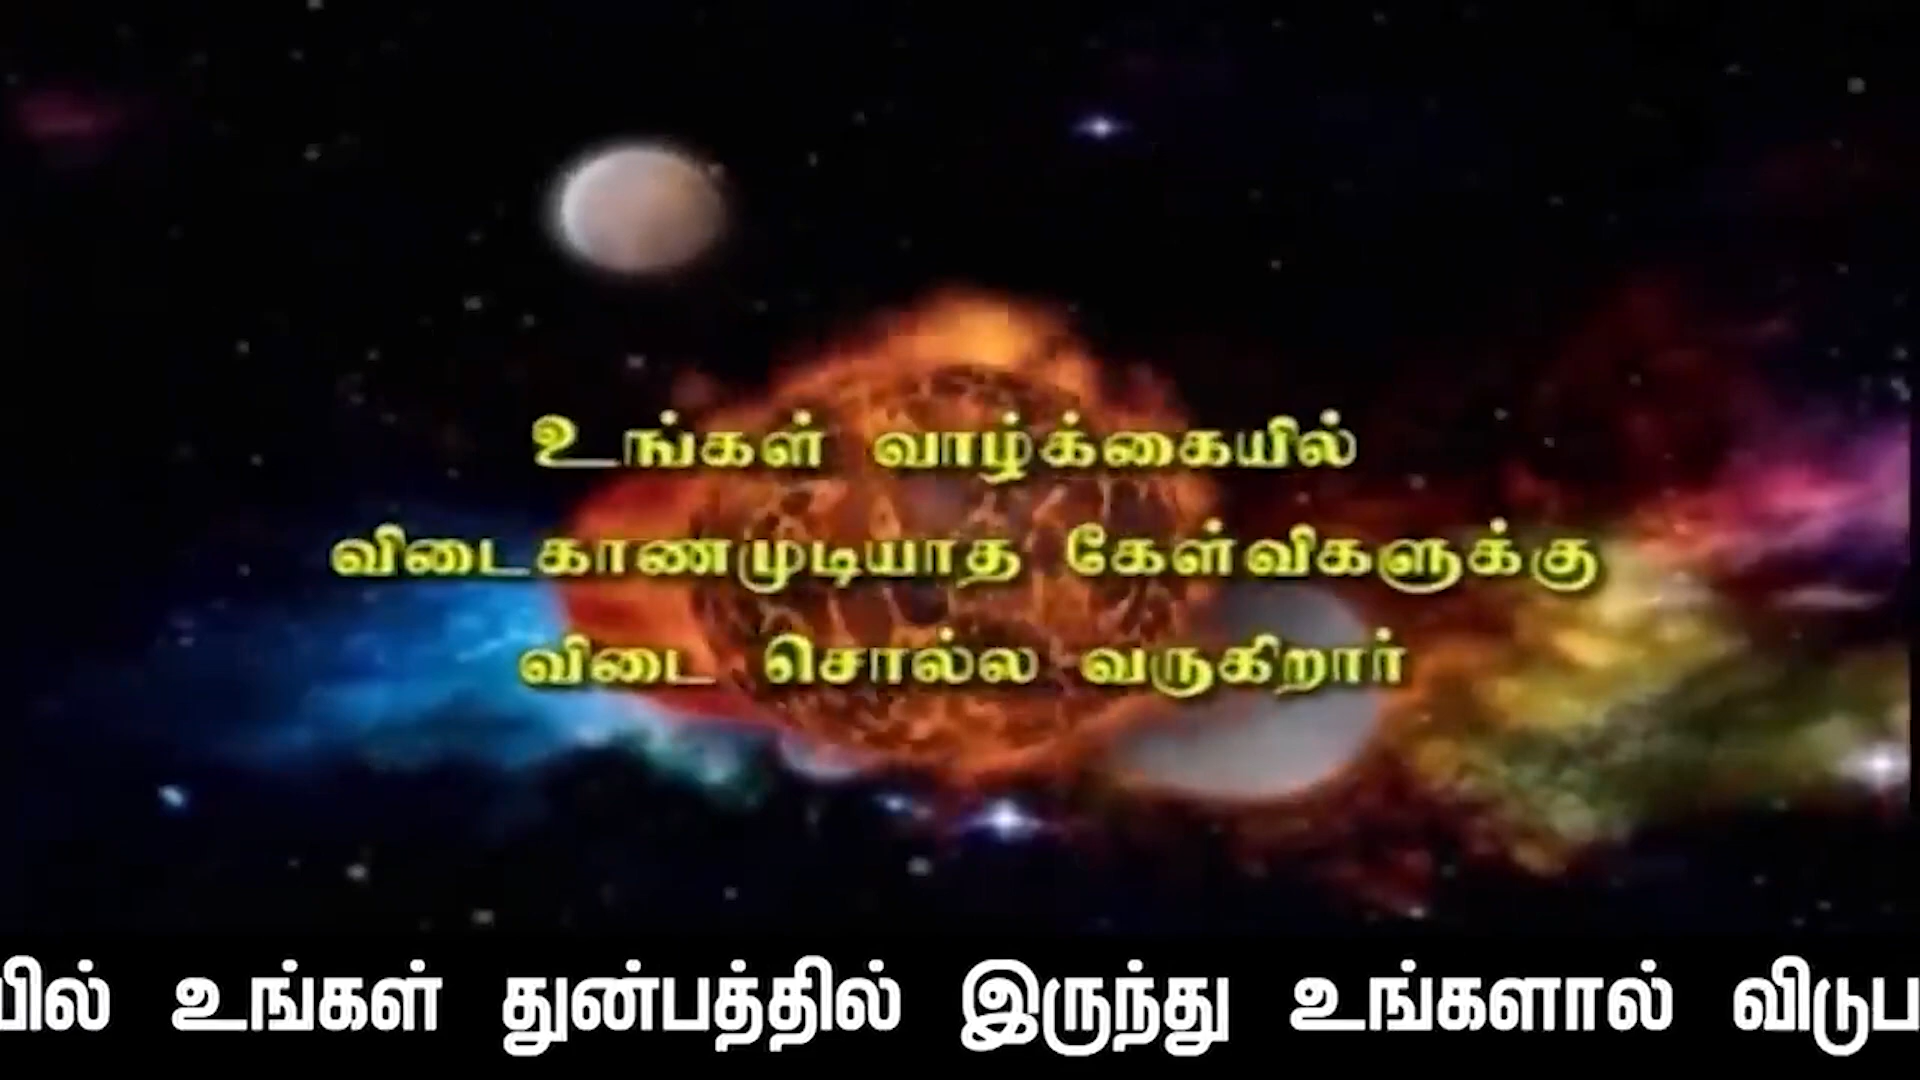 உங்கள் வாழ்க்கையில்
விடைகாணமுடியாத கேள்விகளுக்கு
விடை சொல்ல வருகிறார்
யில் உங்கள் துன்பத்தில் இருந்து உங்களால் விடுப